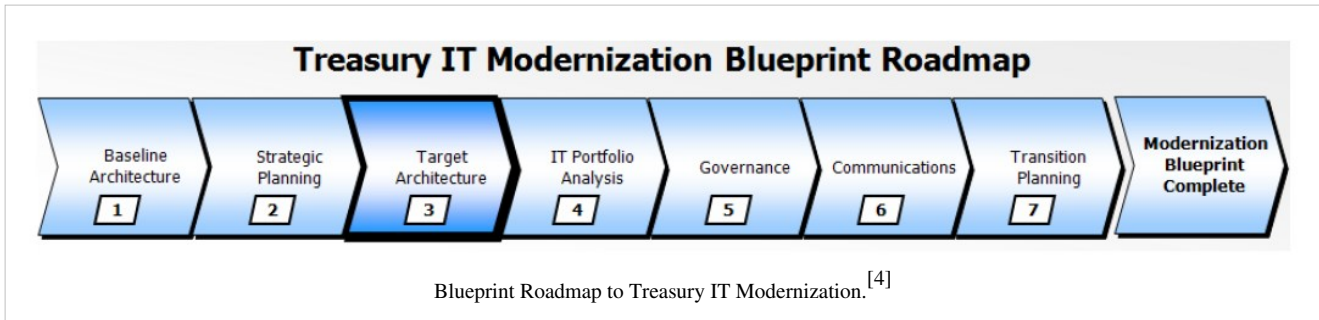 Treasury IT Modernization Blueprint Roadmap
Baseline
Architecture
1
Strategic
Planning
2
Target
Architecture
3
IT Portfolio
Analysis
4
Governance
5
Communications
6
Transition
Planning
7
Modernization
Blueprint
Complete
Blueprint Roadmap to Treasury IT Modernization.[4]